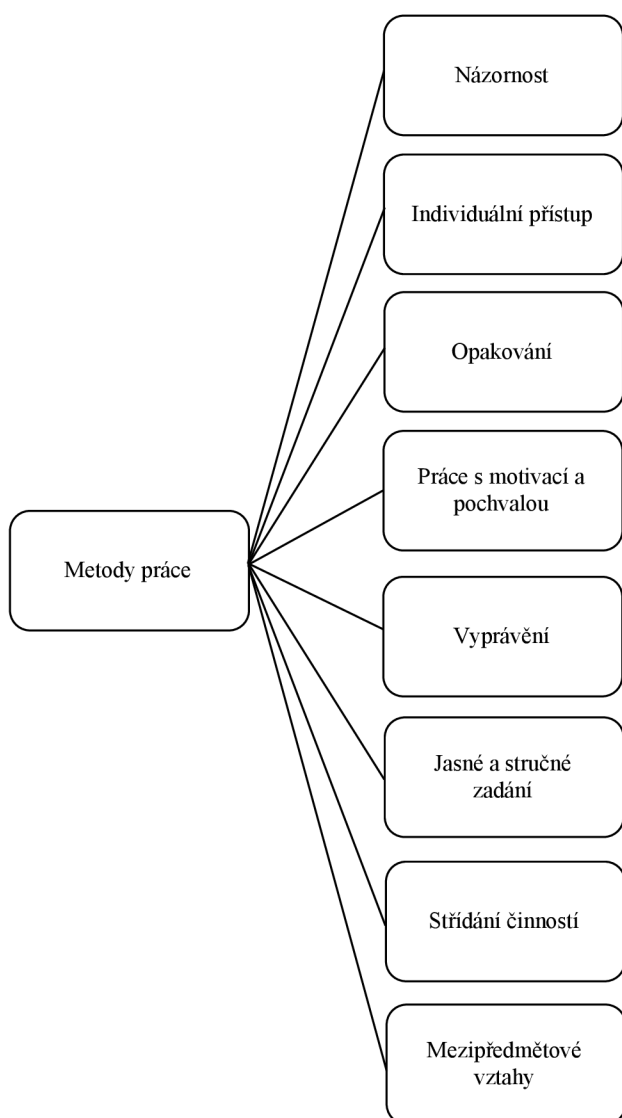 Názornost
Individuální přístup
Opakování
Práce s motivací a
pochvalou
Metody práce
Vyprávění
Jasné a stručné
zadání
Střídání činností
Mezipředmětové
vztahy